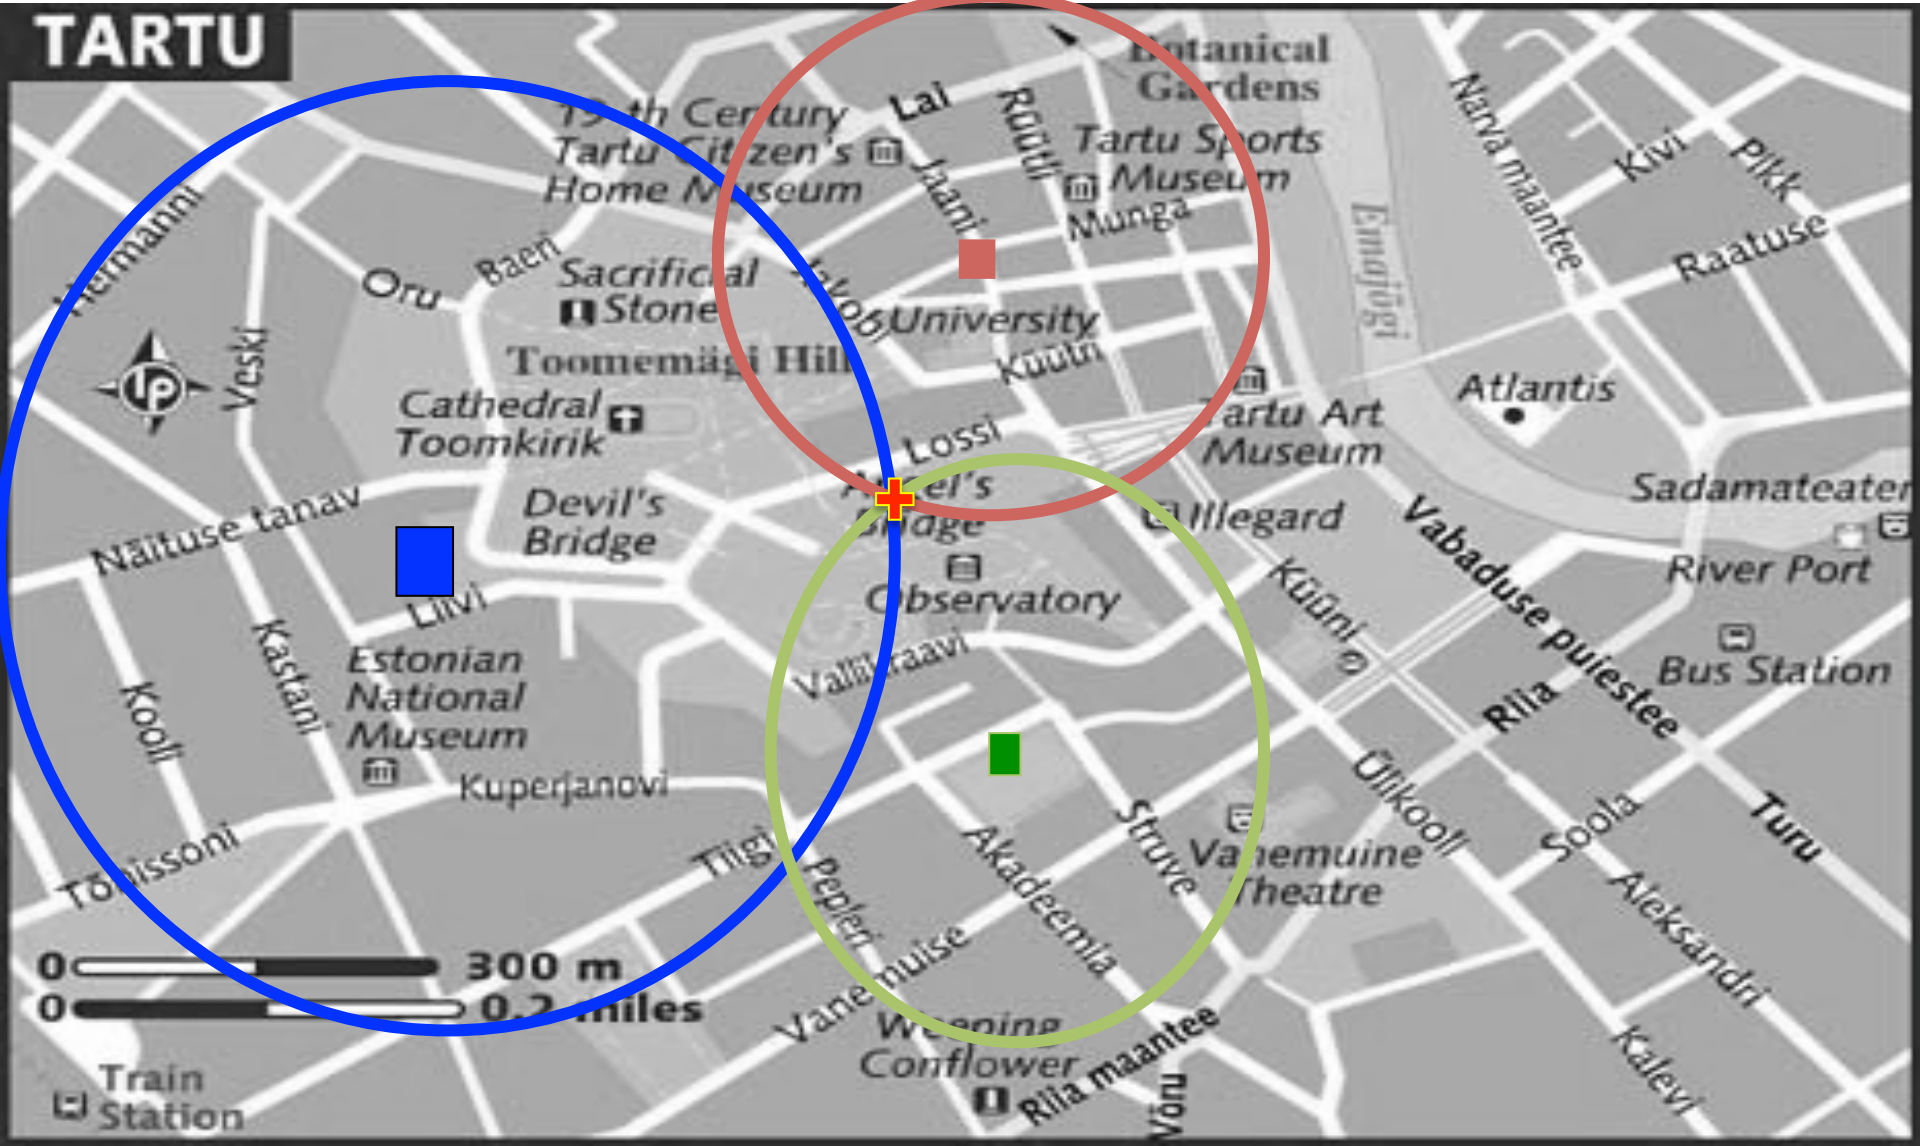 TARTU
Botanical
Gardens
19-th Century
Tartu Citizen's
Home Museum
Lai
Rüütli
Jaani
Tartu Sports
Museum
Munga
Narva maantee
Kivi
Pikk
Raatuse
Emajõgi
Hermanni
Oru
Baeri
Sacrificial
Stone
Jakobi
University
Küütri
Veski
LP
Toomemägi Hill
Cathedral
Toomkirik
Lossi
Tartu Art
Museum
Atlantis
Sadamateater
Näituse tanav
Devil's
Bridge
Angel's
Bridge
Illegard
Vabaduse puiestee
River Port
Liivi
Observatory
Küüni
Kastani
Estonian
National
Museum
Vallikraavi
Bus Station
Kooli
Riia
Kuperjanovi
Ülikooli
Struve
Soola
Turu
Tõnissoni
Tiigi
Pepleri
Akadeemia
Vanemuine
Theatre
Aleksandri
Vanemuise
0 300 m
0 0.2 miles
Weeping
Conflower
Riia maantee
Võru
Kalevi
Train
Station